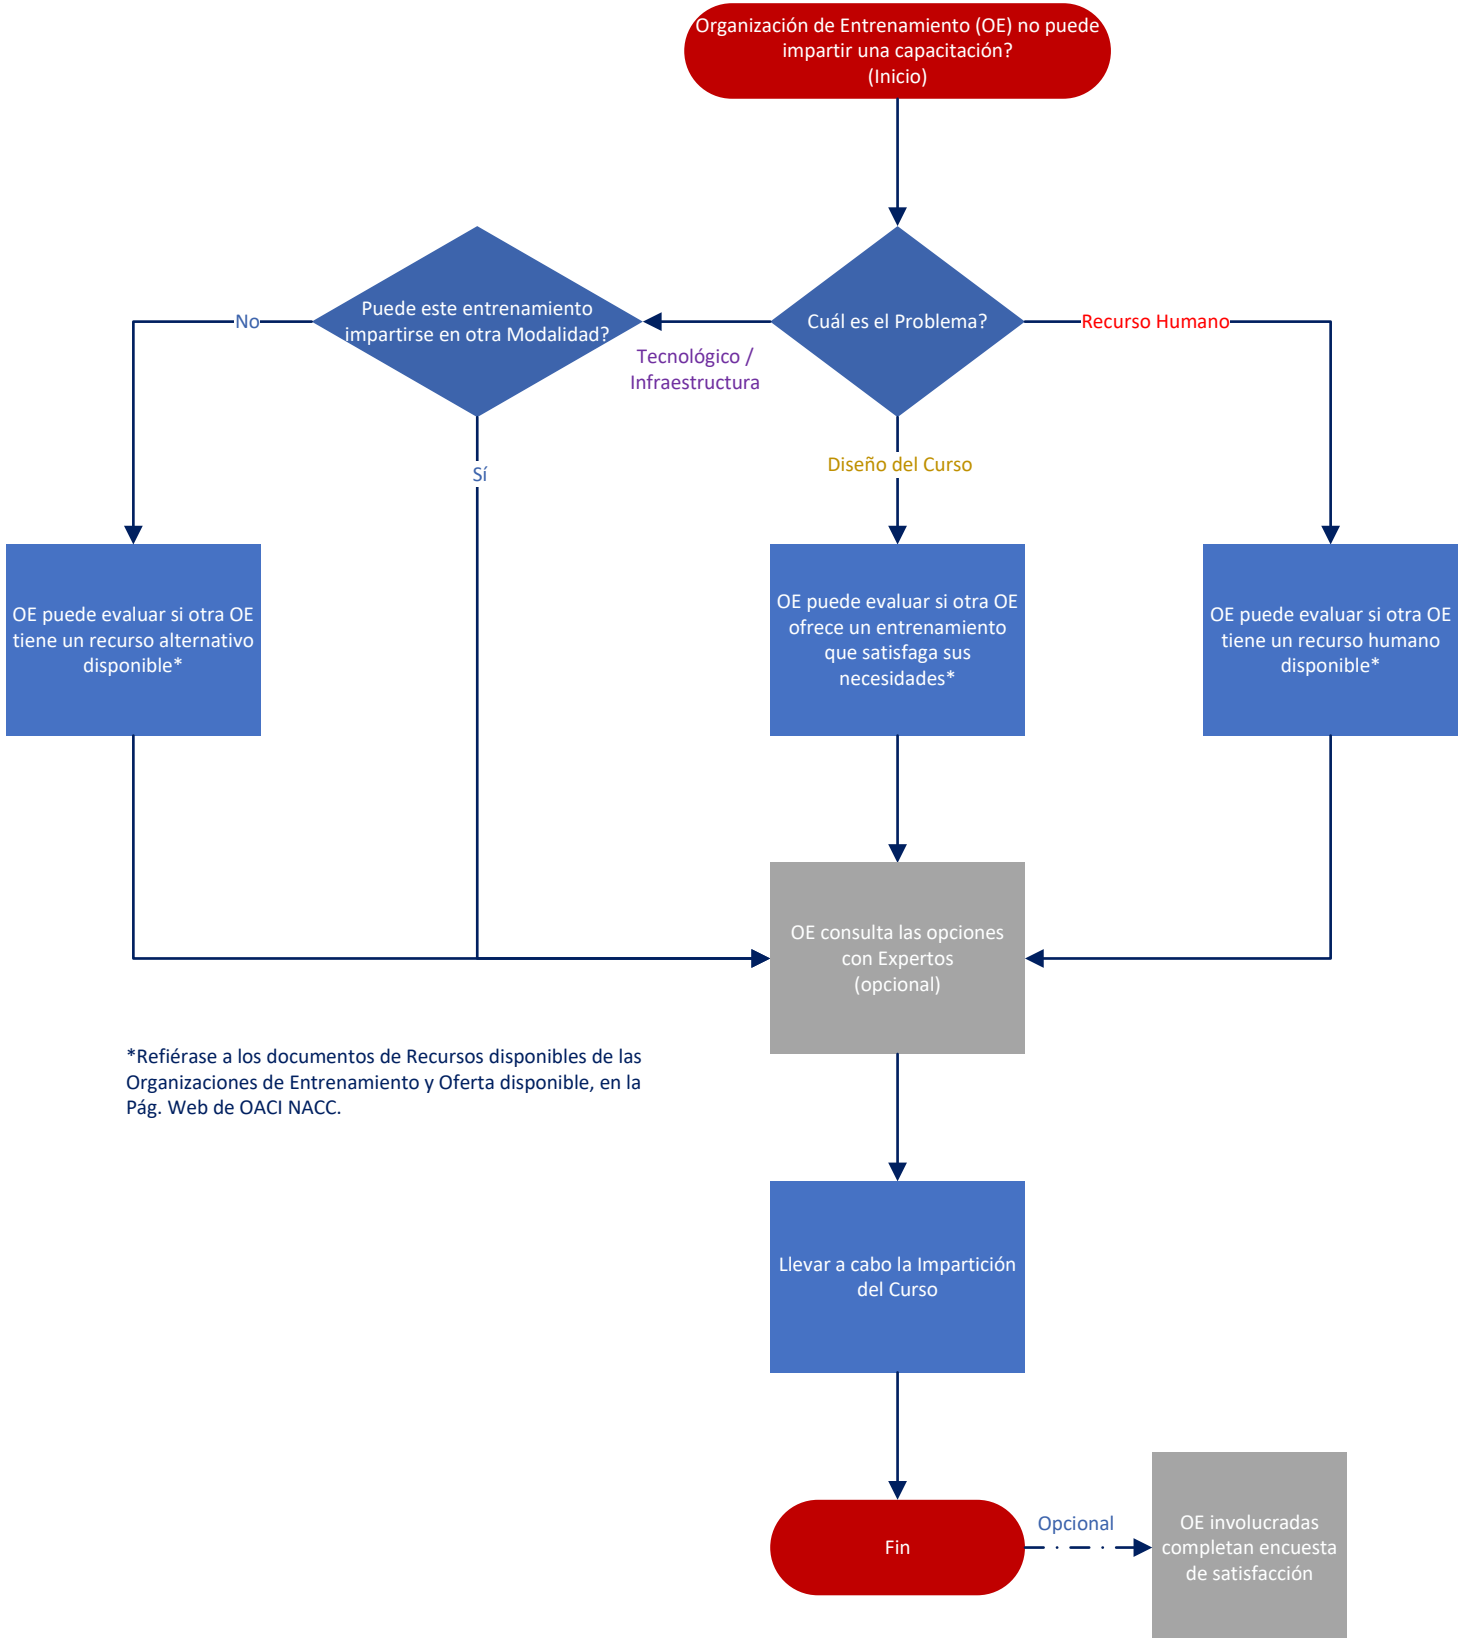 Organización de Entrenamiento (OE) no puede
impartir una capacitación?
(Inicio)
Puede este entrenamiento
impartirse en otra Modalidad?
Cuál es el Problema?
No
Recurso Humano
Tecnológico /
Infraestructura
Diseño del Curso
Sí
OE puede evaluar si otra OE
tiene un recurso alternativo
disponible*
OE puede evaluar si otra OE
ofrece un entrenamiento
que satisfaga sus
necesidades*
OE puede evaluar si otra OE
tiene un recurso humano
disponible*
OE consulta las opciones
con Expertos
(opcional)
*Refiérase a los documentos de Recursos disponibles de las
Organizaciones de Entrenamiento y Oferta disponible, en la
Pág. Web de OACI NACC.
Llevar a cabo la Impartición
del Curso
Fin
Opcional
OE involucradas
completan encuesta
de satisfacción